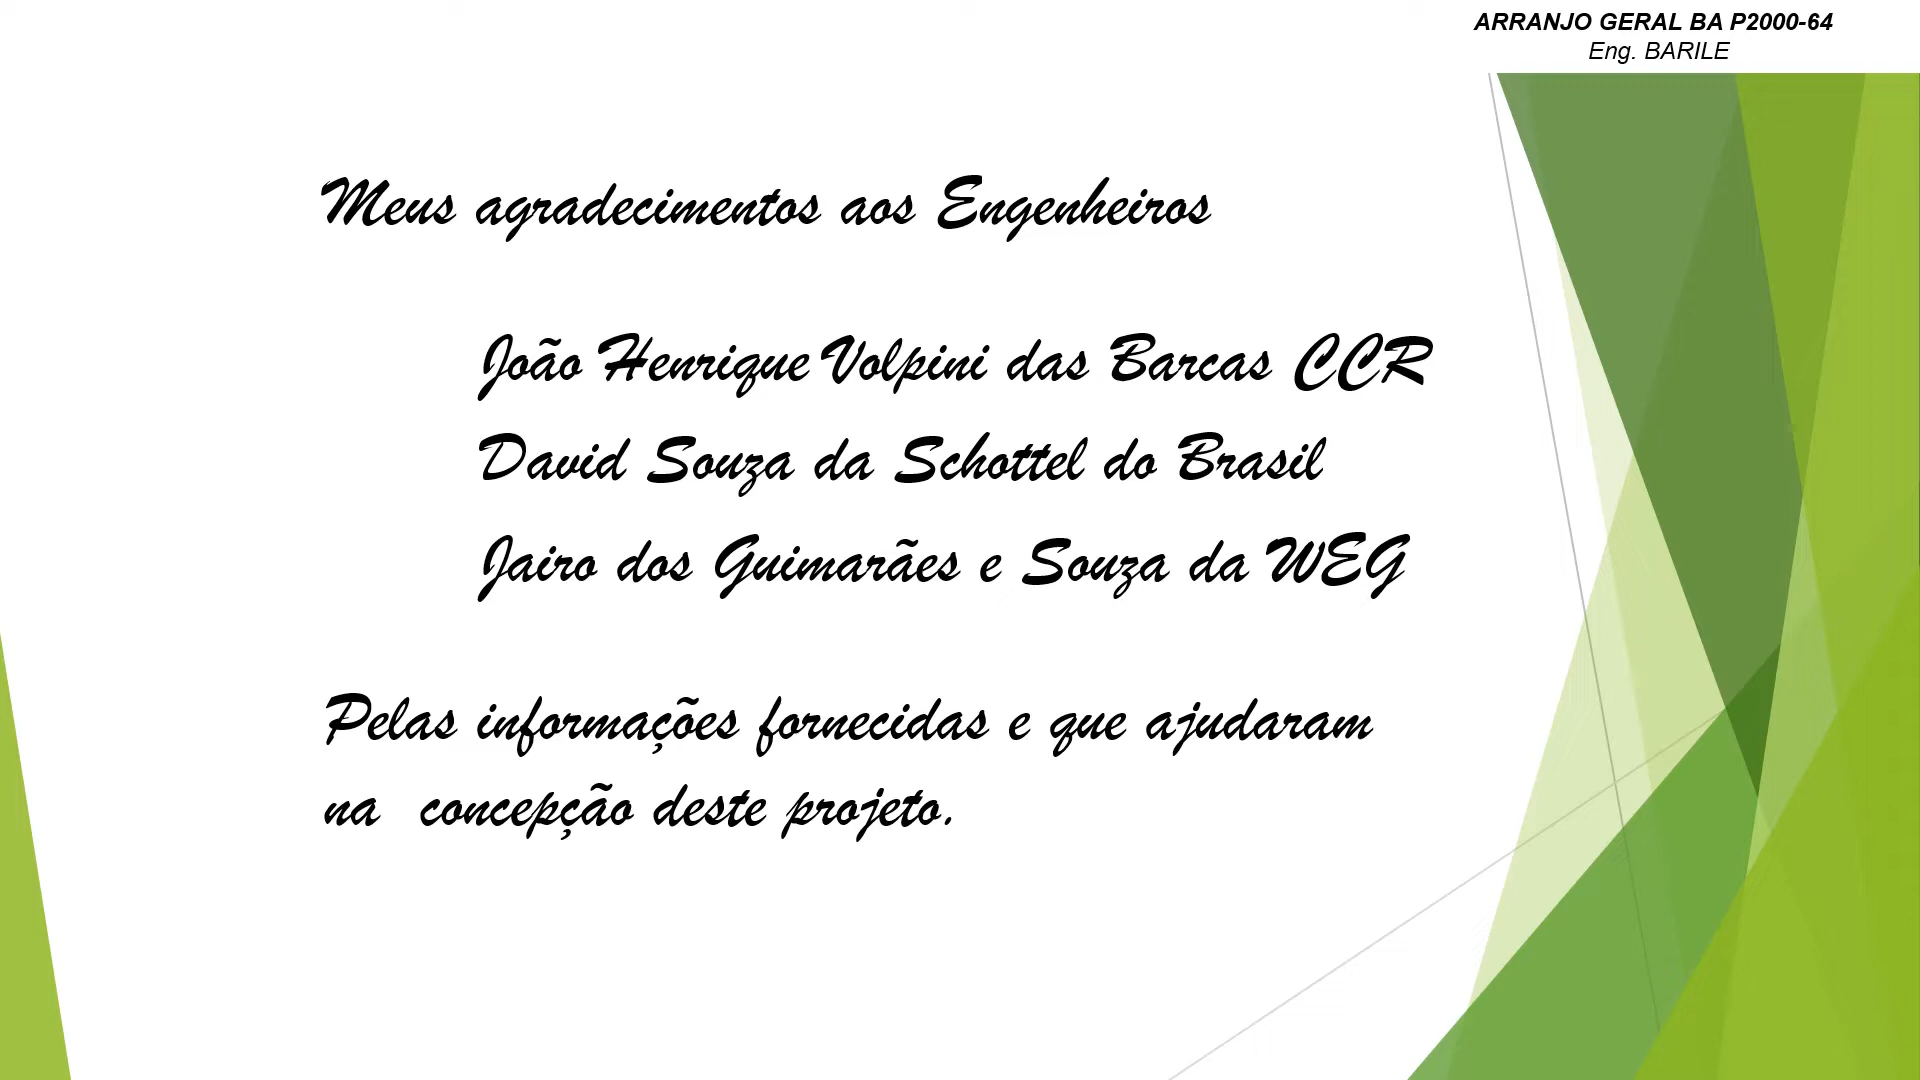 ARRANJO GERAL BA P2000-64
Eng. BARILE
Meus agradecimentos aos Engenheiros
João Henrique Volpini das Barcas CCR
David Souza da Schottel do Brasil
Jairo dos Guimarães e Souza da WEG
Pelas informações fornecidas e que ajudaram
na concepção deste projeto.